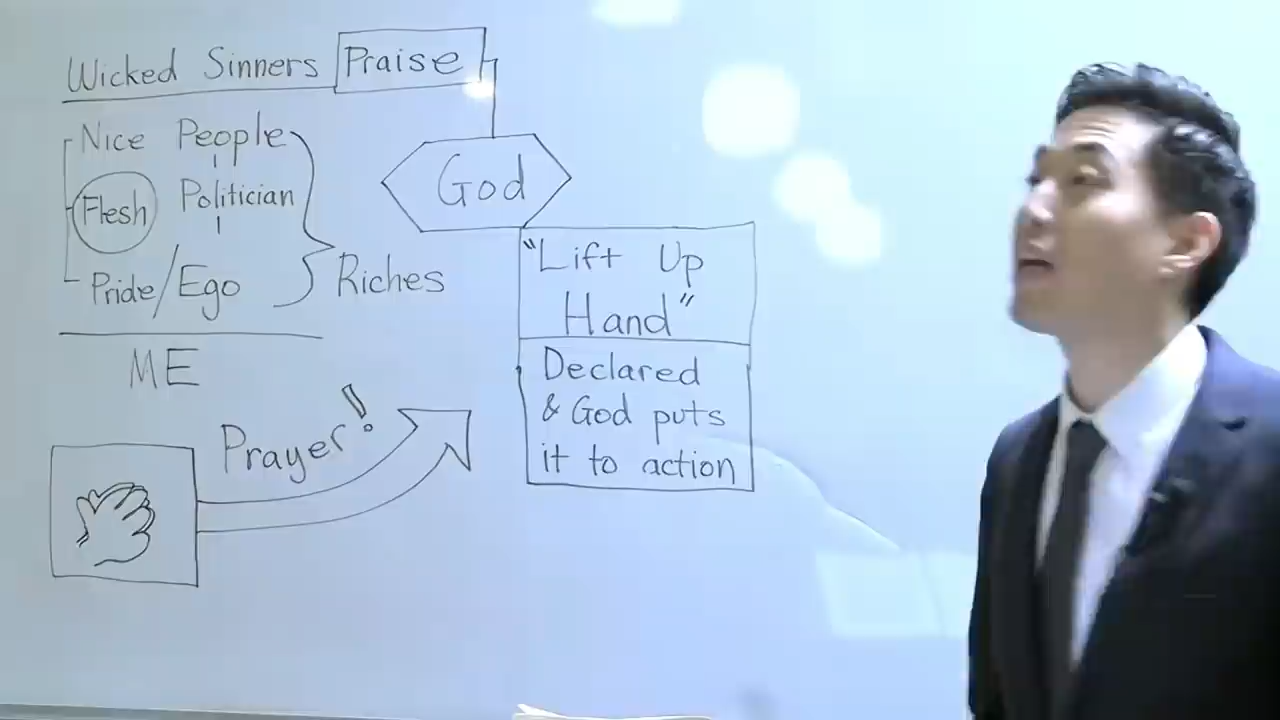 Wicked Sinners Praise
Nice People
Flesh Politician
Pride/Ego
Riches
ME
Prayer!
God
"Lift Up
Hand"
Declared
& God puts
it to action